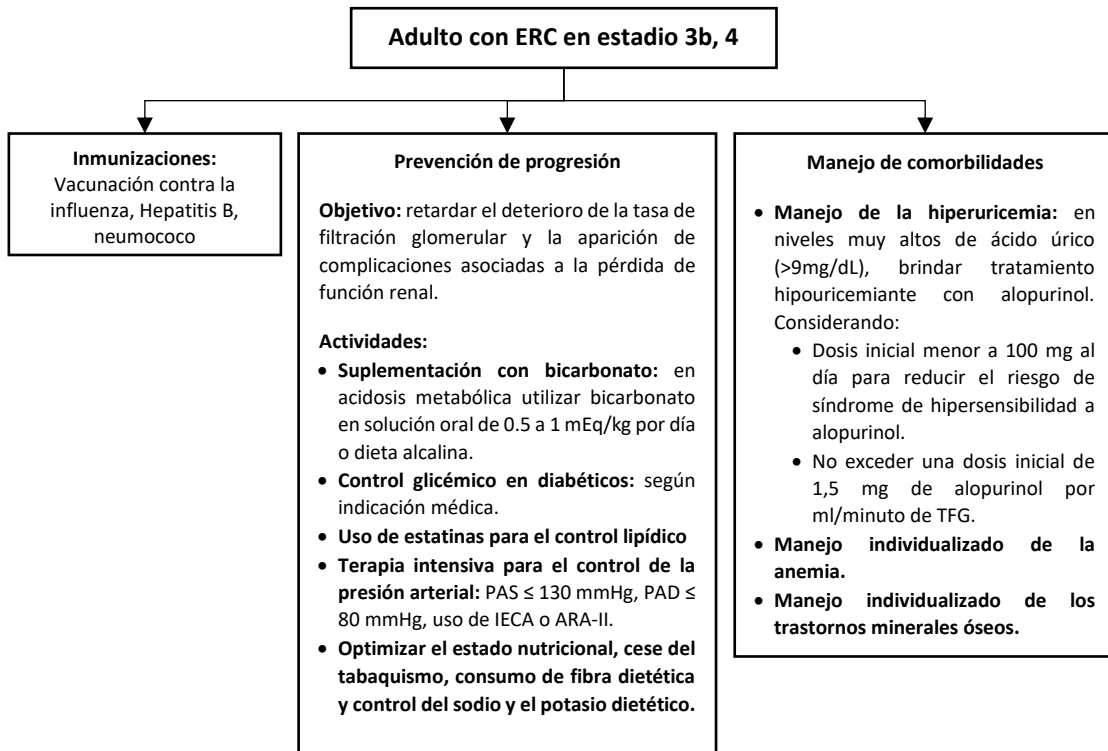 Adulto con ERC en estadio 3b, 4
Inmunizaciones:
Vacunación contra la
influenza, Hepatitis B,
neumococo
Prevención de progresión
Objetivo: retardar el deterioro de la tasa de
filtración glomerular y la aparición de
complicaciones asociadas a la pérdida de
función renal.
Actividades:
• Suplementación con bicarbonato: en
acidosis metabólica utilizar bicarbonato
en solución oral de 0.5 a 1 mEq/kg por día
o dieta alcalina.
• Control glicémico en diabéticos: según
indicación médica.
• Uso de estatinas para el control lipídico
• Terapia intensiva para el control de la
presión arterial: PAS ≤ 130 mmHg, PAD ≤
80 mmHg, uso de IECA o ARA-II.
• Optimizar el estado nutricional, cese del
tabaquismo, consumo de fibra dietética
y control del sodio y el potasio dietético.
Manejo de comorbilidades
• Manejo de la hiperuricemia: en
niveles muy altos de ácido úrico
(>9mg/dL), brindar tratamiento
hipouricemiante con alopurinol.
Considerando:
• Dosis inicial menor a 100 mg al
día para reducir el riesgo de
síndrome de hipersensibilidad a
alopurinol.
• No exceder una dosis inicial de
1,5 mg de alopurinol por
ml/minuto de TFG.
• Manejo individualizado de la
anemia.
• Manejo individualizado de los
trastornos minerales óseos.